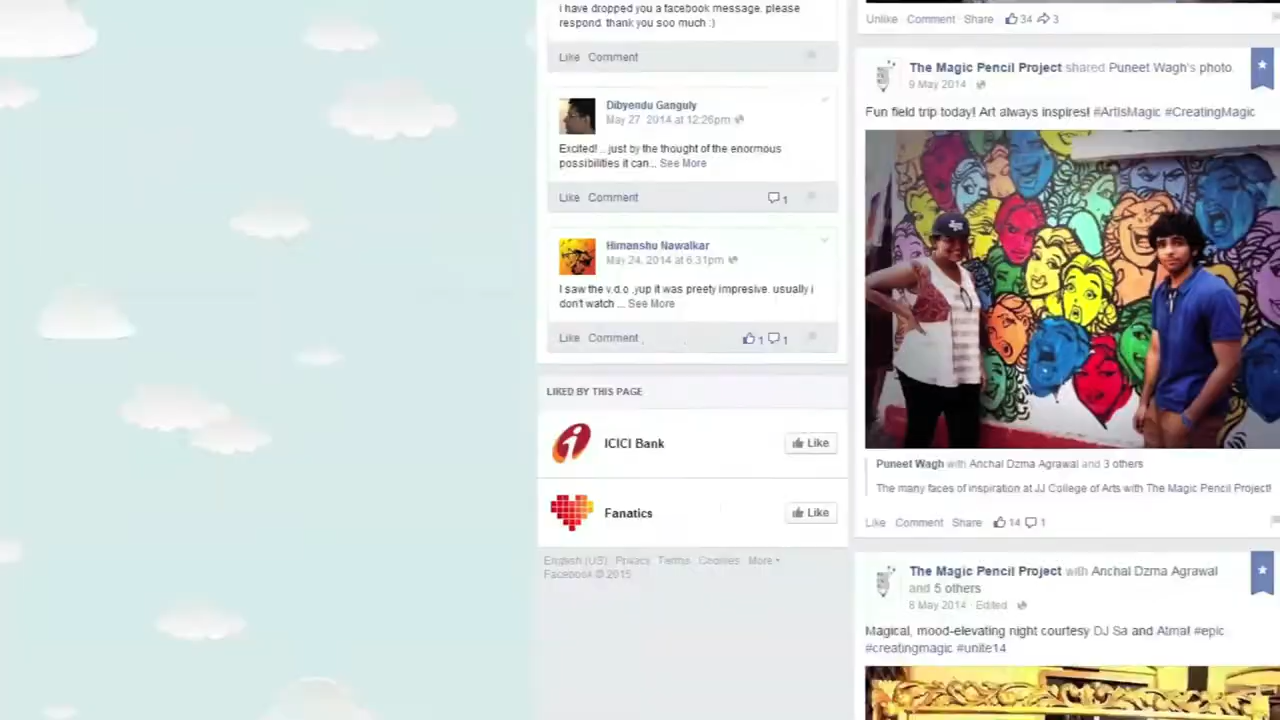 i have dropped you a facebook message. please
respond. thank you soo much :)
Like Comment
Dibyendu Ganguly
May 27, 2014 at 12:26pm
Excited! .. just by the thought of the enormous
possibilities it can... See More
Like Comment
1
Himanshu Nawalkar
May 24, 2014 at 6:31pm
I saw the v.d.o .yup it was preety impresive. usually i
don't watch ... See More
Like Comment
1 1
LIKED BY THIS PAGE
ICICI Bank
Like
Fanatics
Like
English (US) Privacy Terms Cookies More
Facebook © 2015
Unlike Comment Share 34 3
The Magic Pencil Project shared Puneet Wagh's photo
9 May 2014
Fun field trip today! Art always inspires! #ArtIsMagic #CreatingMagic
Puneet Wagh with Anchal Dzma Agrawal and 3 others
The many faces of inspiration at JJ College of Arts with The Magic Pencil Project!
Like Comment Share 14 1
The Magic Pencil Project with Anchal Dzma Agrawal
and 5 others
8 May 2014 · Edited
Magical, mood-elevating night courtesy DJ Sa and Atma! #epic
#creatingmagic #unite14